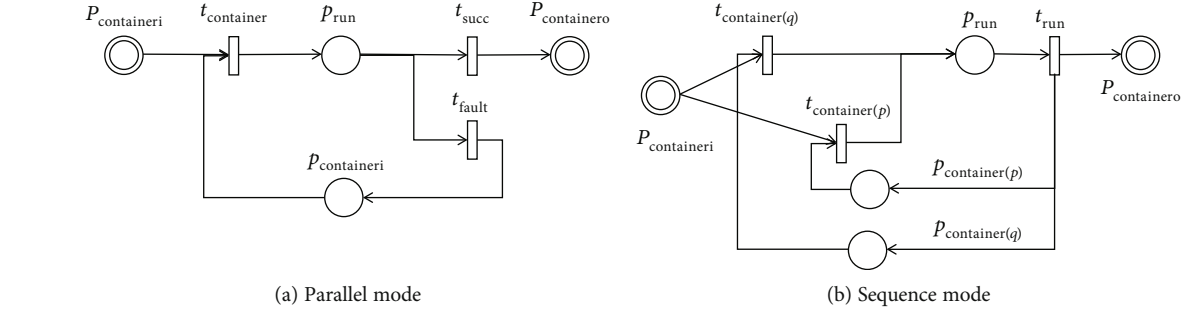 P_containeri
t_container
p_run
t_succ
P_containero
t_fault
p_containeri
(a) Parallel mode
t_container(q)
p_run
t_run
P_containero
t_container(p)
P_containeri
p_container(p)
p_container(q)
(b) Sequence mode